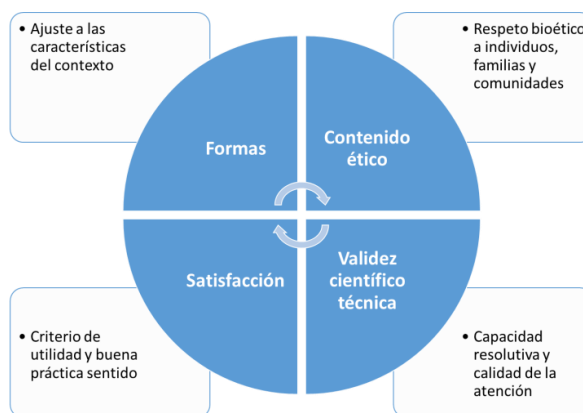 • Ajuste a las
características
del contexto
• Respeto bioético
a individuos,
familias y
comunidades
Formas
Contenido
ético
Satisfacción
Validez
científico
técnica
• Criterio de
utilidad y buena
práctica sentido
• Capacidad
resolutiva y
calidad de la
atención